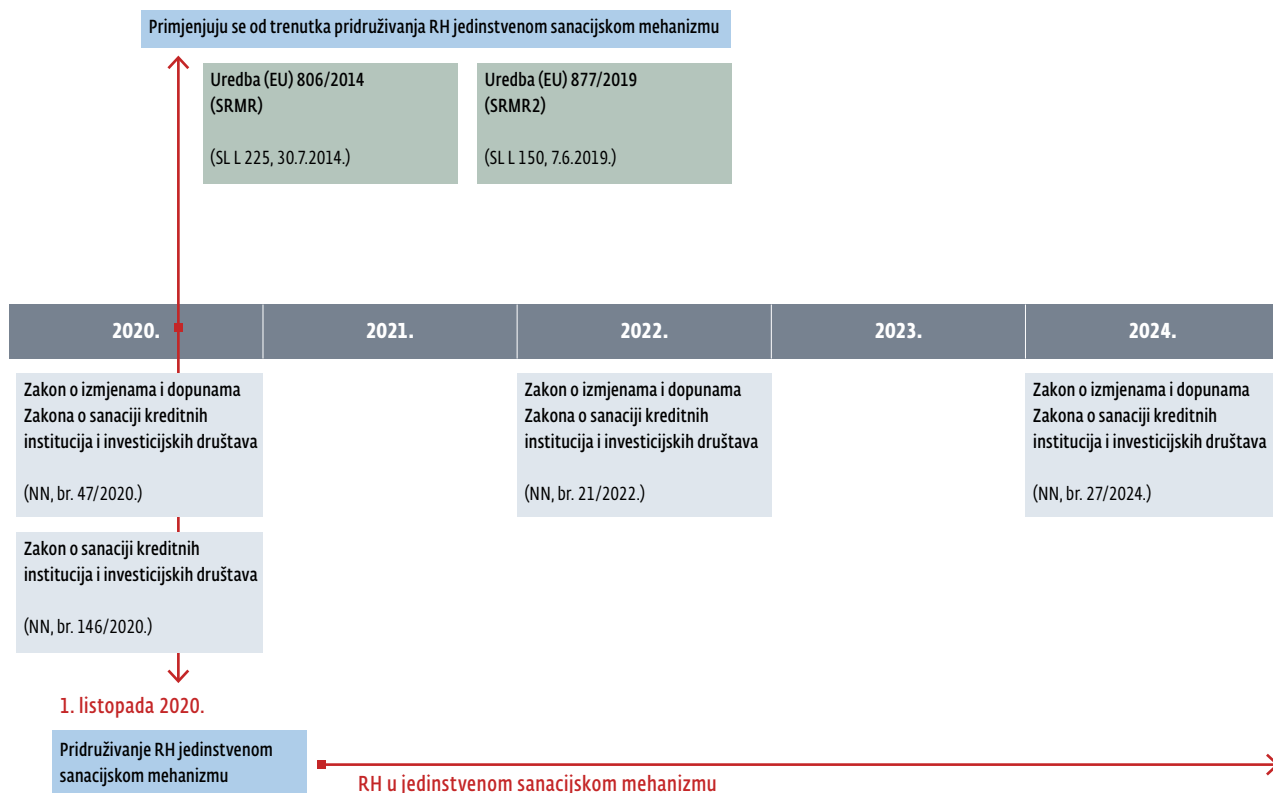 Primjenjuju se od trenutka pridruživanja RH jedinstvenom sanacijskom mehanizmu
Uredba (EU) 806/2014
(SRMR)
(SL L 225, 30.7.2014.)
Uredba (EU) 877/2019
(SRMR2)
(SL L 150, 7.6.2019.)
2020.
2021.
2022.
2023.
2024.
Zakon o izmjenama i dopunama
Zakona o sanaciji kreditnih
institucija i investicijskih društava
(NN, br. 47/2020.)
Zakon o sanaciji kreditnih
institucija i investicijskih društava
(NN, br. 146/2020.)
Zakon o izmjenama i dopunama
Zakona o sanaciji kreditnih
institucija i investicijskih društava
(NN, br. 21/2022.)
Zakon o izmjenama i dopunama
Zakona o sanaciji kreditnih
institucija i investicijskih društava
(NN, br. 27/2024.)
1. listopada 2020.
Pridruživanje RH jedinstvenom
sanacijskom mehanizmu
RH u jedinstvenom sanacijskom mehanizmu